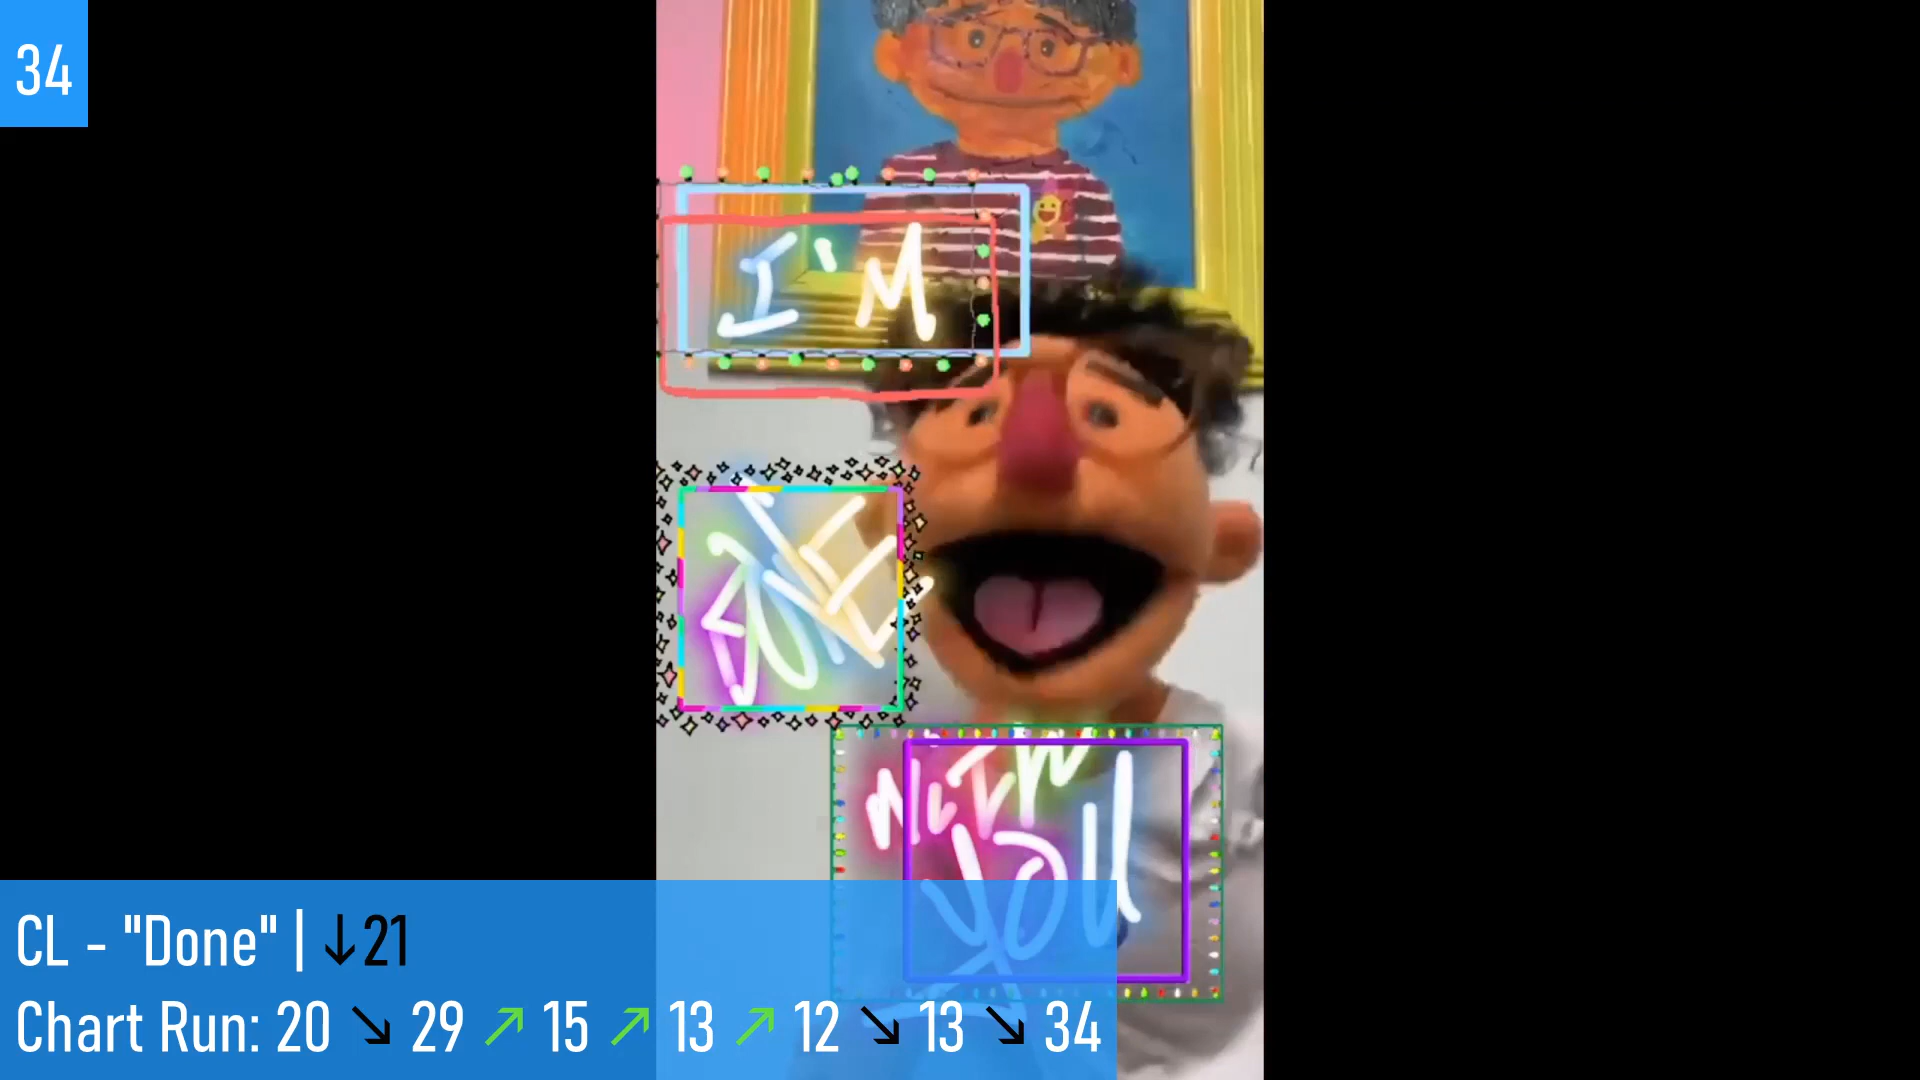 34
I'M
DONE
WITH
YOU
CL - "Done" | ↓21
Chart Run: 20 ↘ 29 ↗ 15 ↗ 13 ↗ 12 ↘ 13 ↘ 34